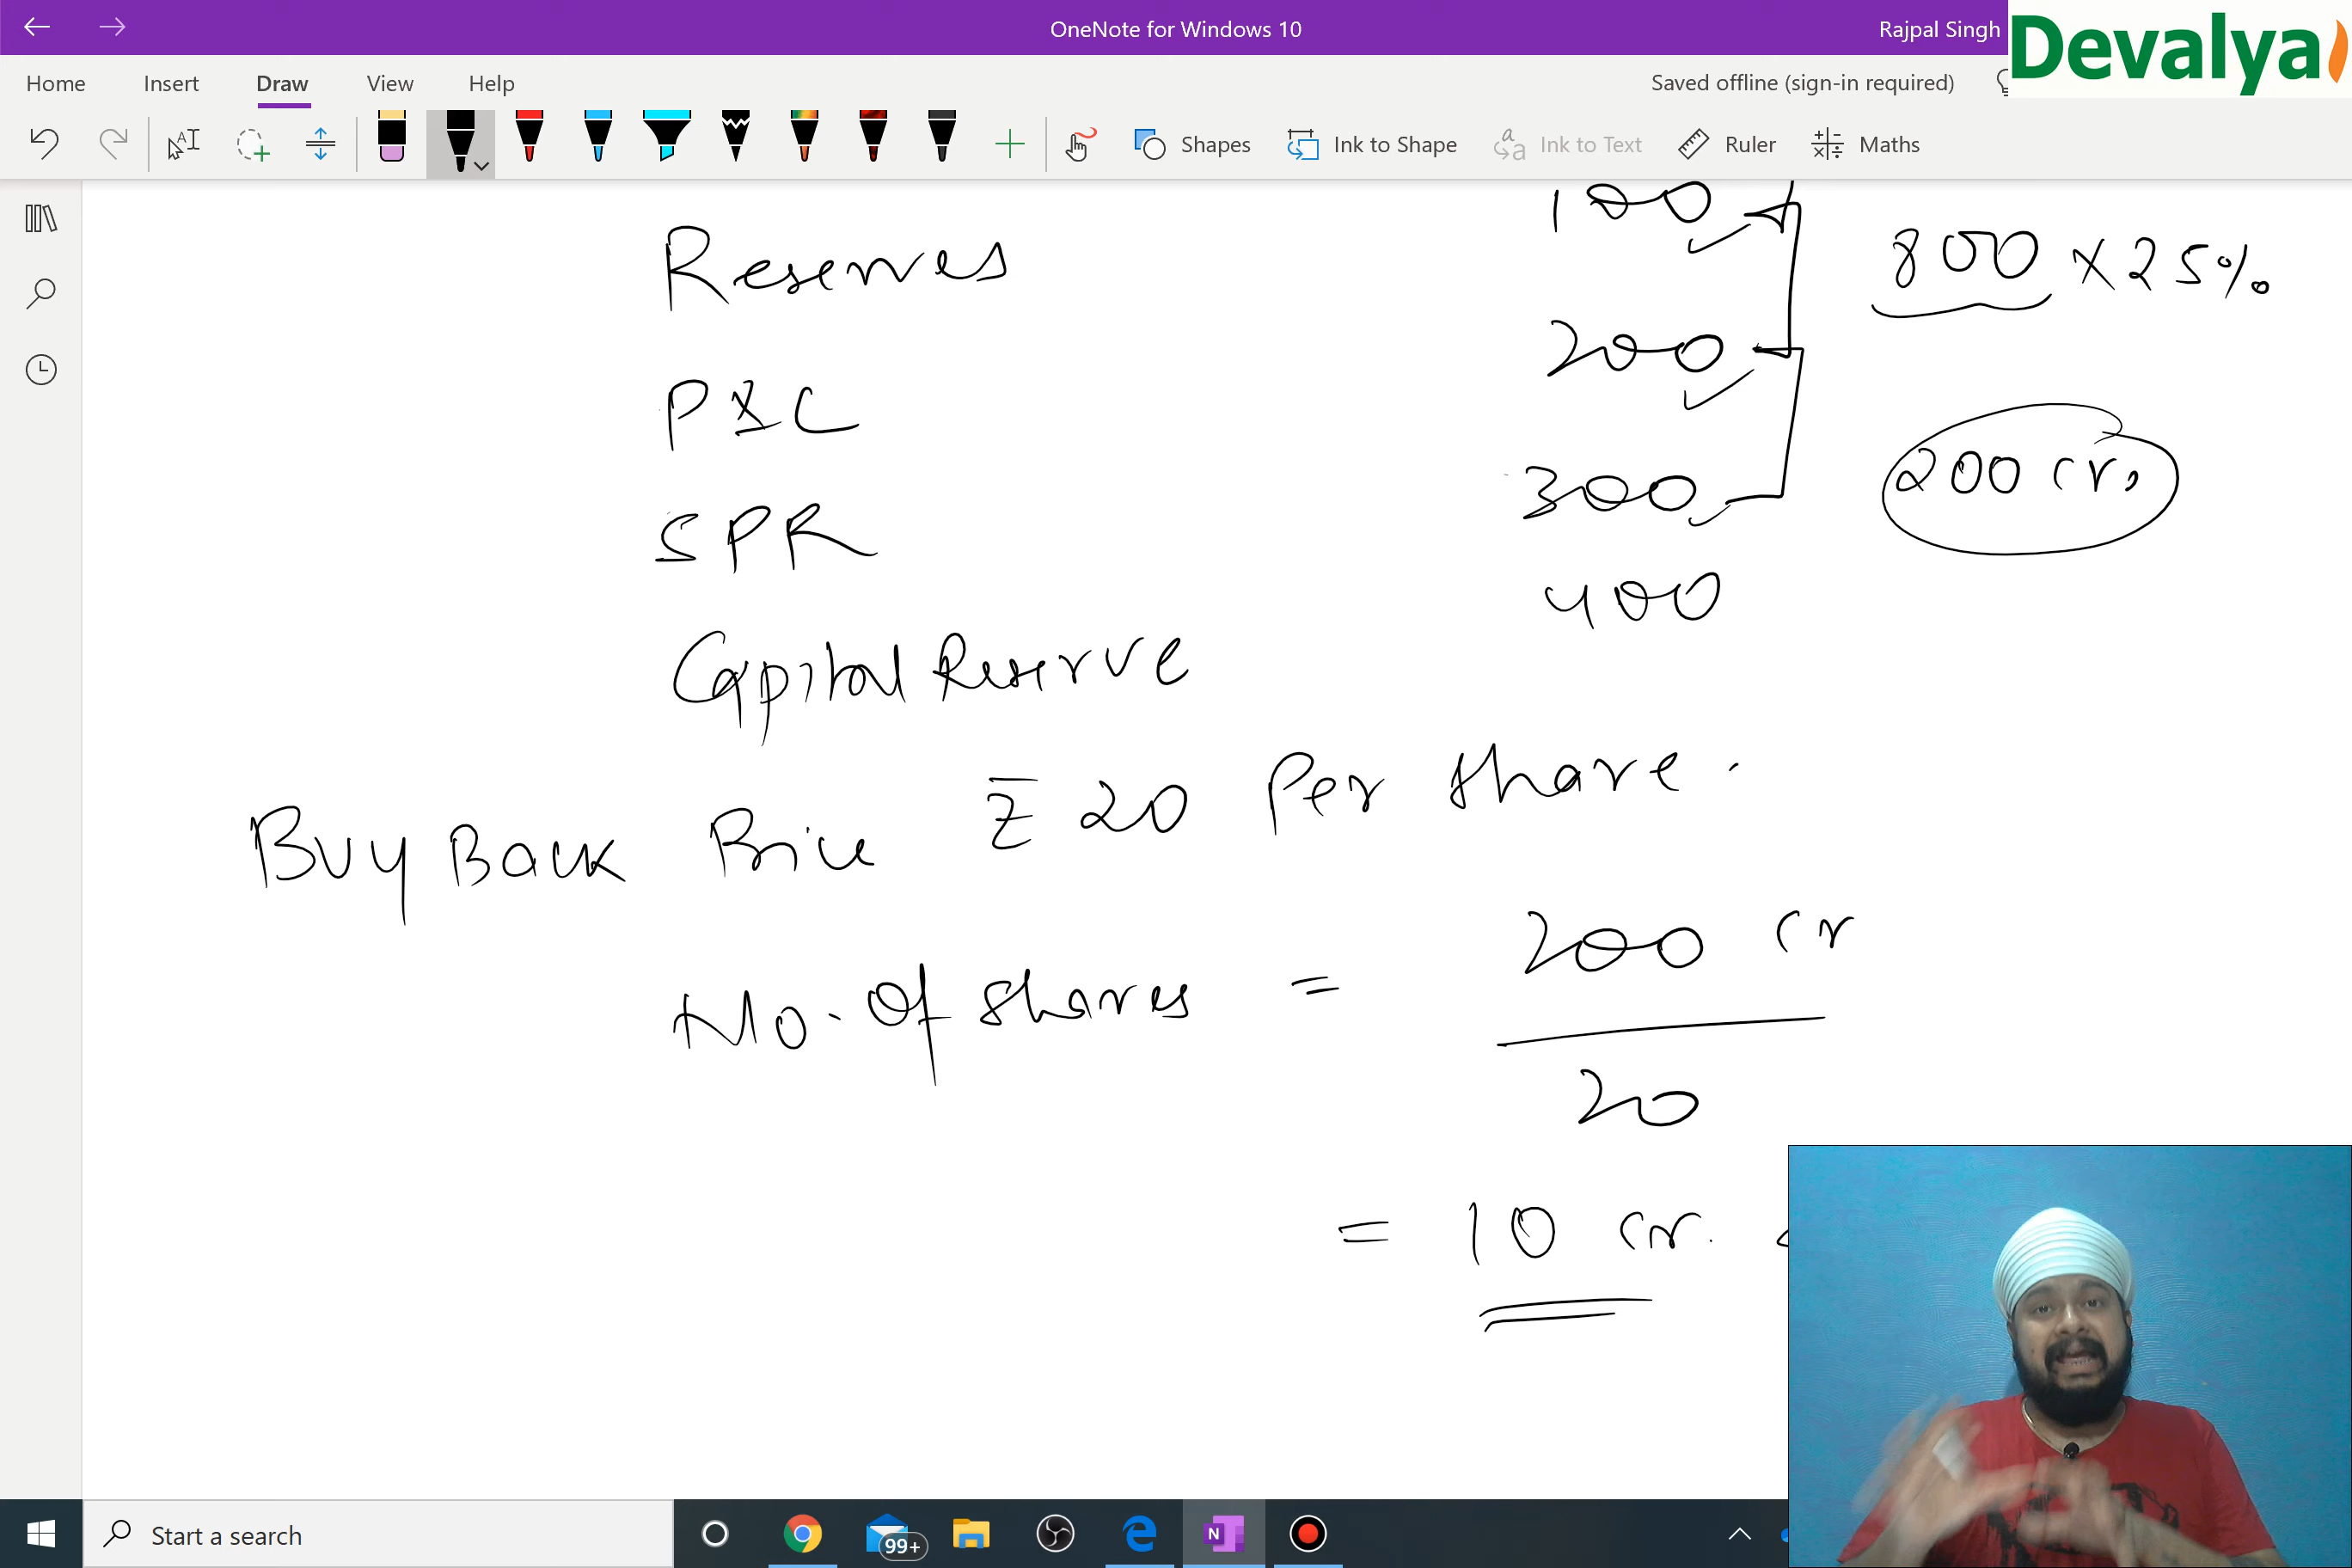 OneNote for Windows 10
Rajpal Singh
Devalya
Home Insert Draw View Help
Saved offline (sign-in required)
Shapes Ink to Shape Ink to Text Ruler Maths
100
Reserves 800 x 25%
200
P&L
200 cr.
300
SPR
400
Capital Reserve
Buy Back Price ₹ 20 Per share.
No. of shares = 200 cr
20
= 10 cr.
Start a search
99+
N